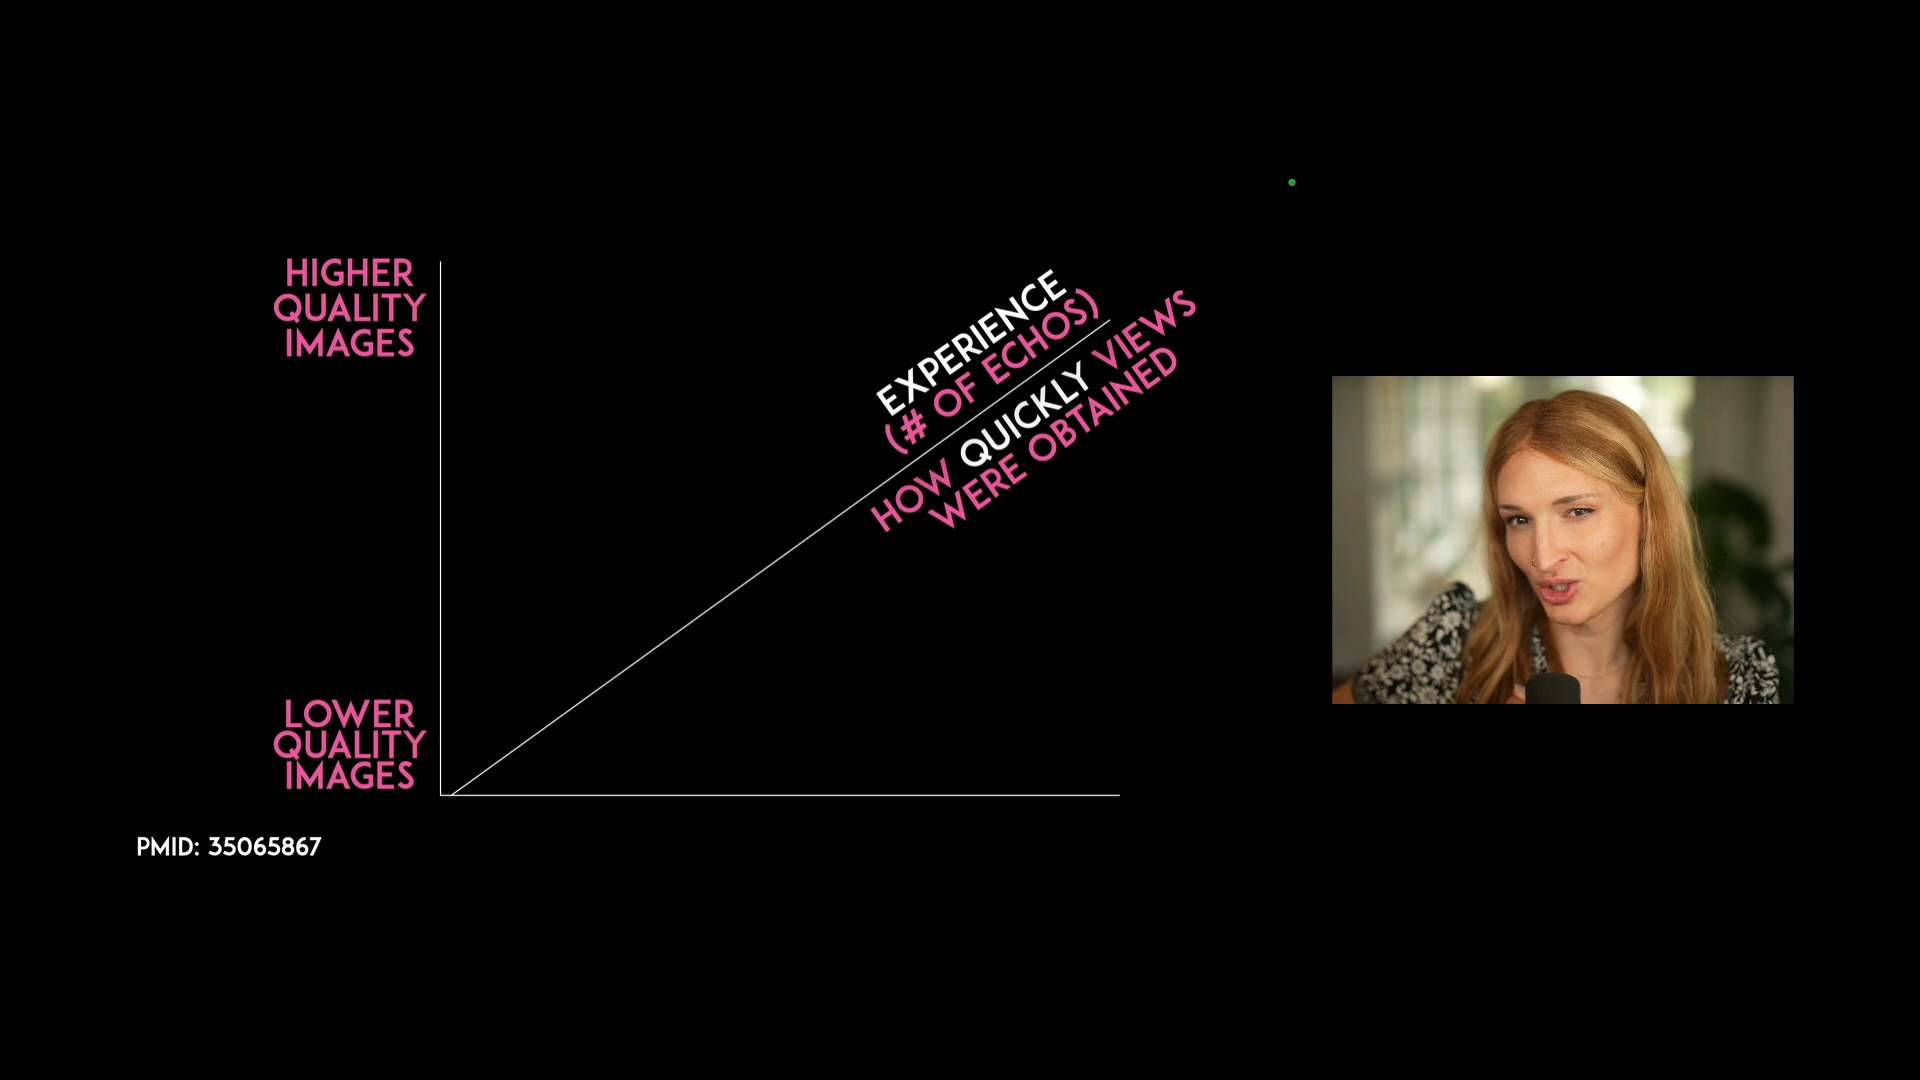 HIGHER
QUALITY
IMAGES
EXPERIENCE
(# OF ECHOS)
HOW QUICKLY VIEWS
WERE OBTAINED
LOWER
QUALITY
IMAGES
PMID: 35065867